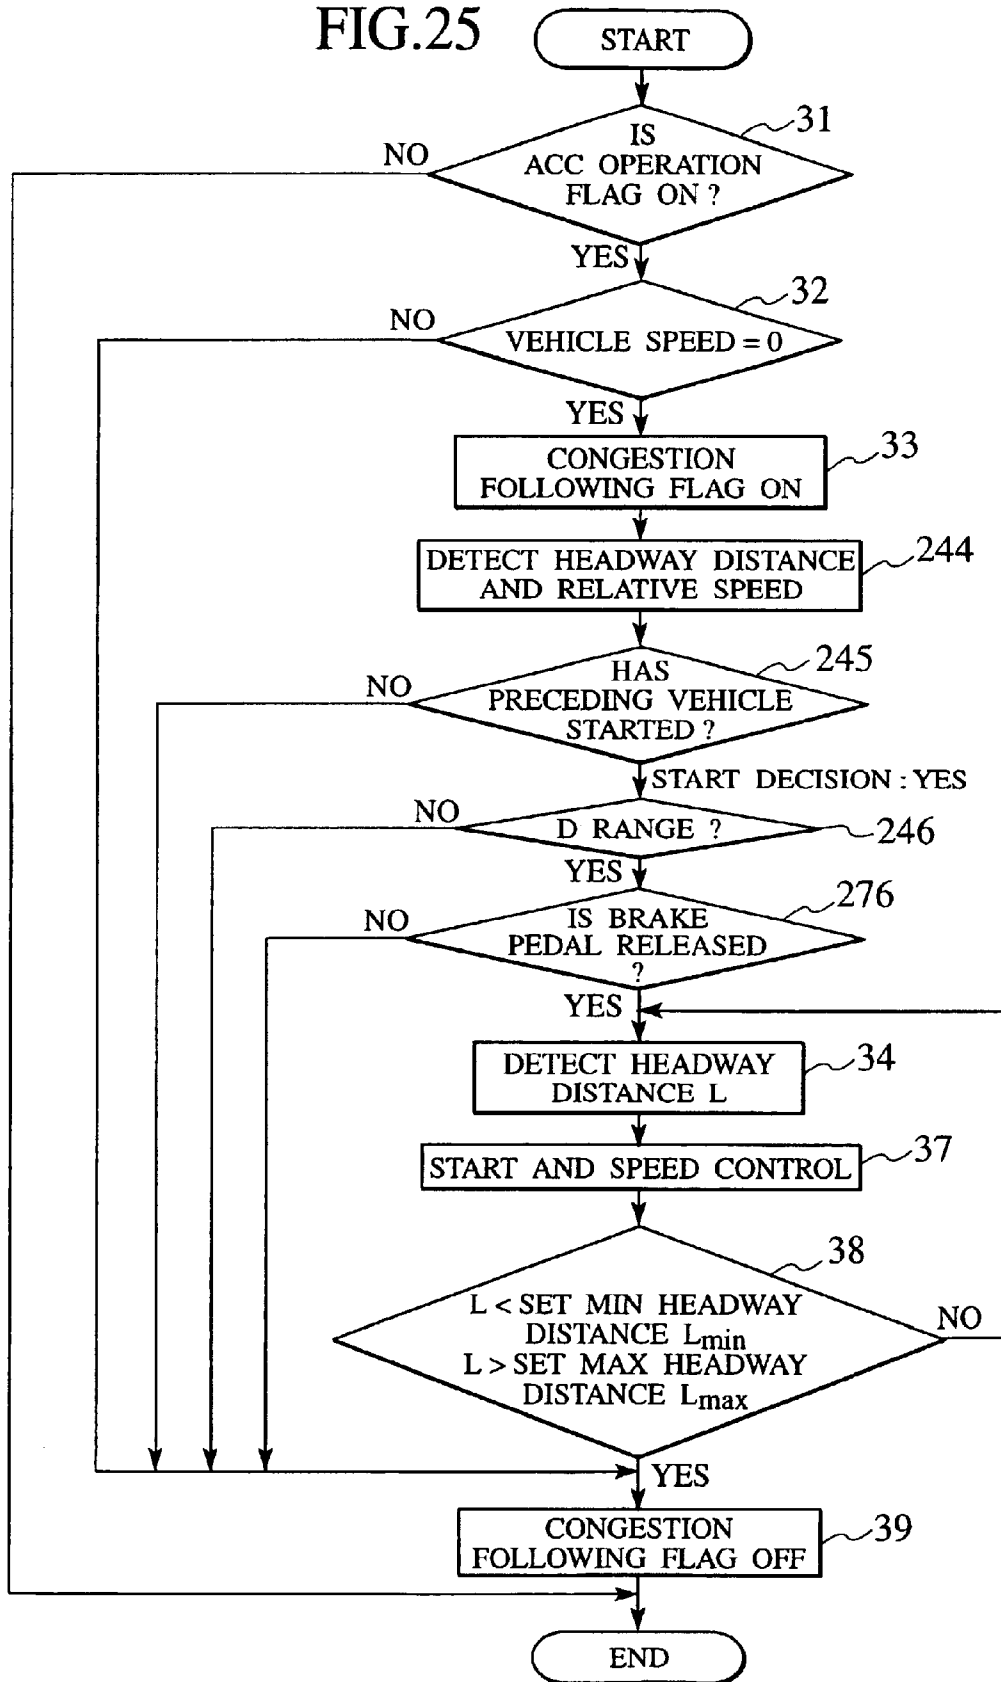 FIG.25
START
IS
ACC OPERATION
FLAG ON ?
31
NO
YES
VEHICLE SPEED = 0
32
NO
YES
CONGESTION
FOLLOWING FLAG ON
33
DETECT HEADWAY DISTANCE
AND RELATIVE SPEED
244
HAS
PRECEDING VEHICLE
STARTED ?
245
NO
START DECISION : YES
D RANGE ?
246
NO
YES
IS BRAKE
PEDAL RELEASED
?
276
NO
YES
DETECT HEADWAY
DISTANCE L
34
START AND SPEED CONTROL
37
38
L < SET MIN HEADWAY
DISTANCE Lmin
L > SET MAX HEADWAY
DISTANCE Lmax
NO
YES
CONGESTION
FOLLOWING FLAG OFF
39
END